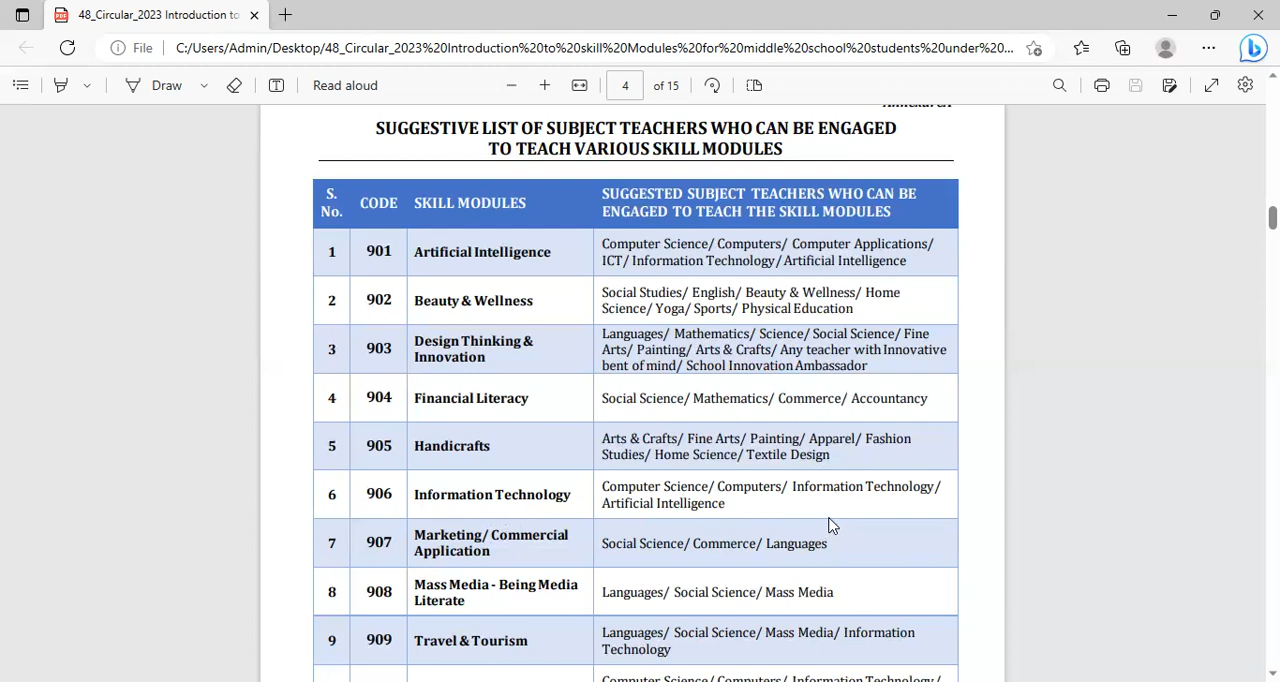 48_Circular_2023 Introduction to
File
C:/Users/Admin/Desktop/48_Circular_2023%20Introduction%20to%20skill%20Modules%20for%20middle%20school%20students%20under%20...
Draw
Read aloud
4
of 15
SUGGESTIVE LIST OF SUBJECT TEACHERS WHO CAN BE ENGAGED
TO TEACH VARIOUS SKILL MODULES
S. No.
CODE
SKILL MODULES
SUGGESTED SUBJECT TEACHERS WHO CAN BE
ENGAGED TO TEACH THE SKILL MODULES
1
901
Artificial Intelligence
Computer Science/ Computers/ Computer Applications/
ICT/ Information Technology/ Artificial Intelligence
2
902
Beauty & Wellness
Social Studies/ English/ Beauty & Wellness/ Home
Science/ Yoga/ Sports/ Physical Education
3
903
Design Thinking &
Innovation
Languages/ Mathematics/ Science/ Social Science/ Fine
Arts/ Painting/ Arts & Crafts/ Any teacher with Innovative
bent of mind/ School Innovation Ambassador
4
904
Financial Literacy
Social Science/ Mathematics/ Commerce/ Accountancy
5
905
Handicrafts
Arts & Crafts/ Fine Arts/ Painting/ Apparel/ Fashion
Studies/ Home Science/ Textile Design
6
906
Information Technology
Computer Science/ Computers/ Information Technology/
Artificial Intelligence
7
907
Marketing/ Commercial
Application
Social Science/ Commerce/ Languages
8
908
Mass Media - Being Media
Literate
Languages/ Social Science/ Mass Media
9
909
Travel & Tourism
Languages/ Social Science/ Mass Media/ Information
Technology
Computer Science/ Computers/ Information Technology/